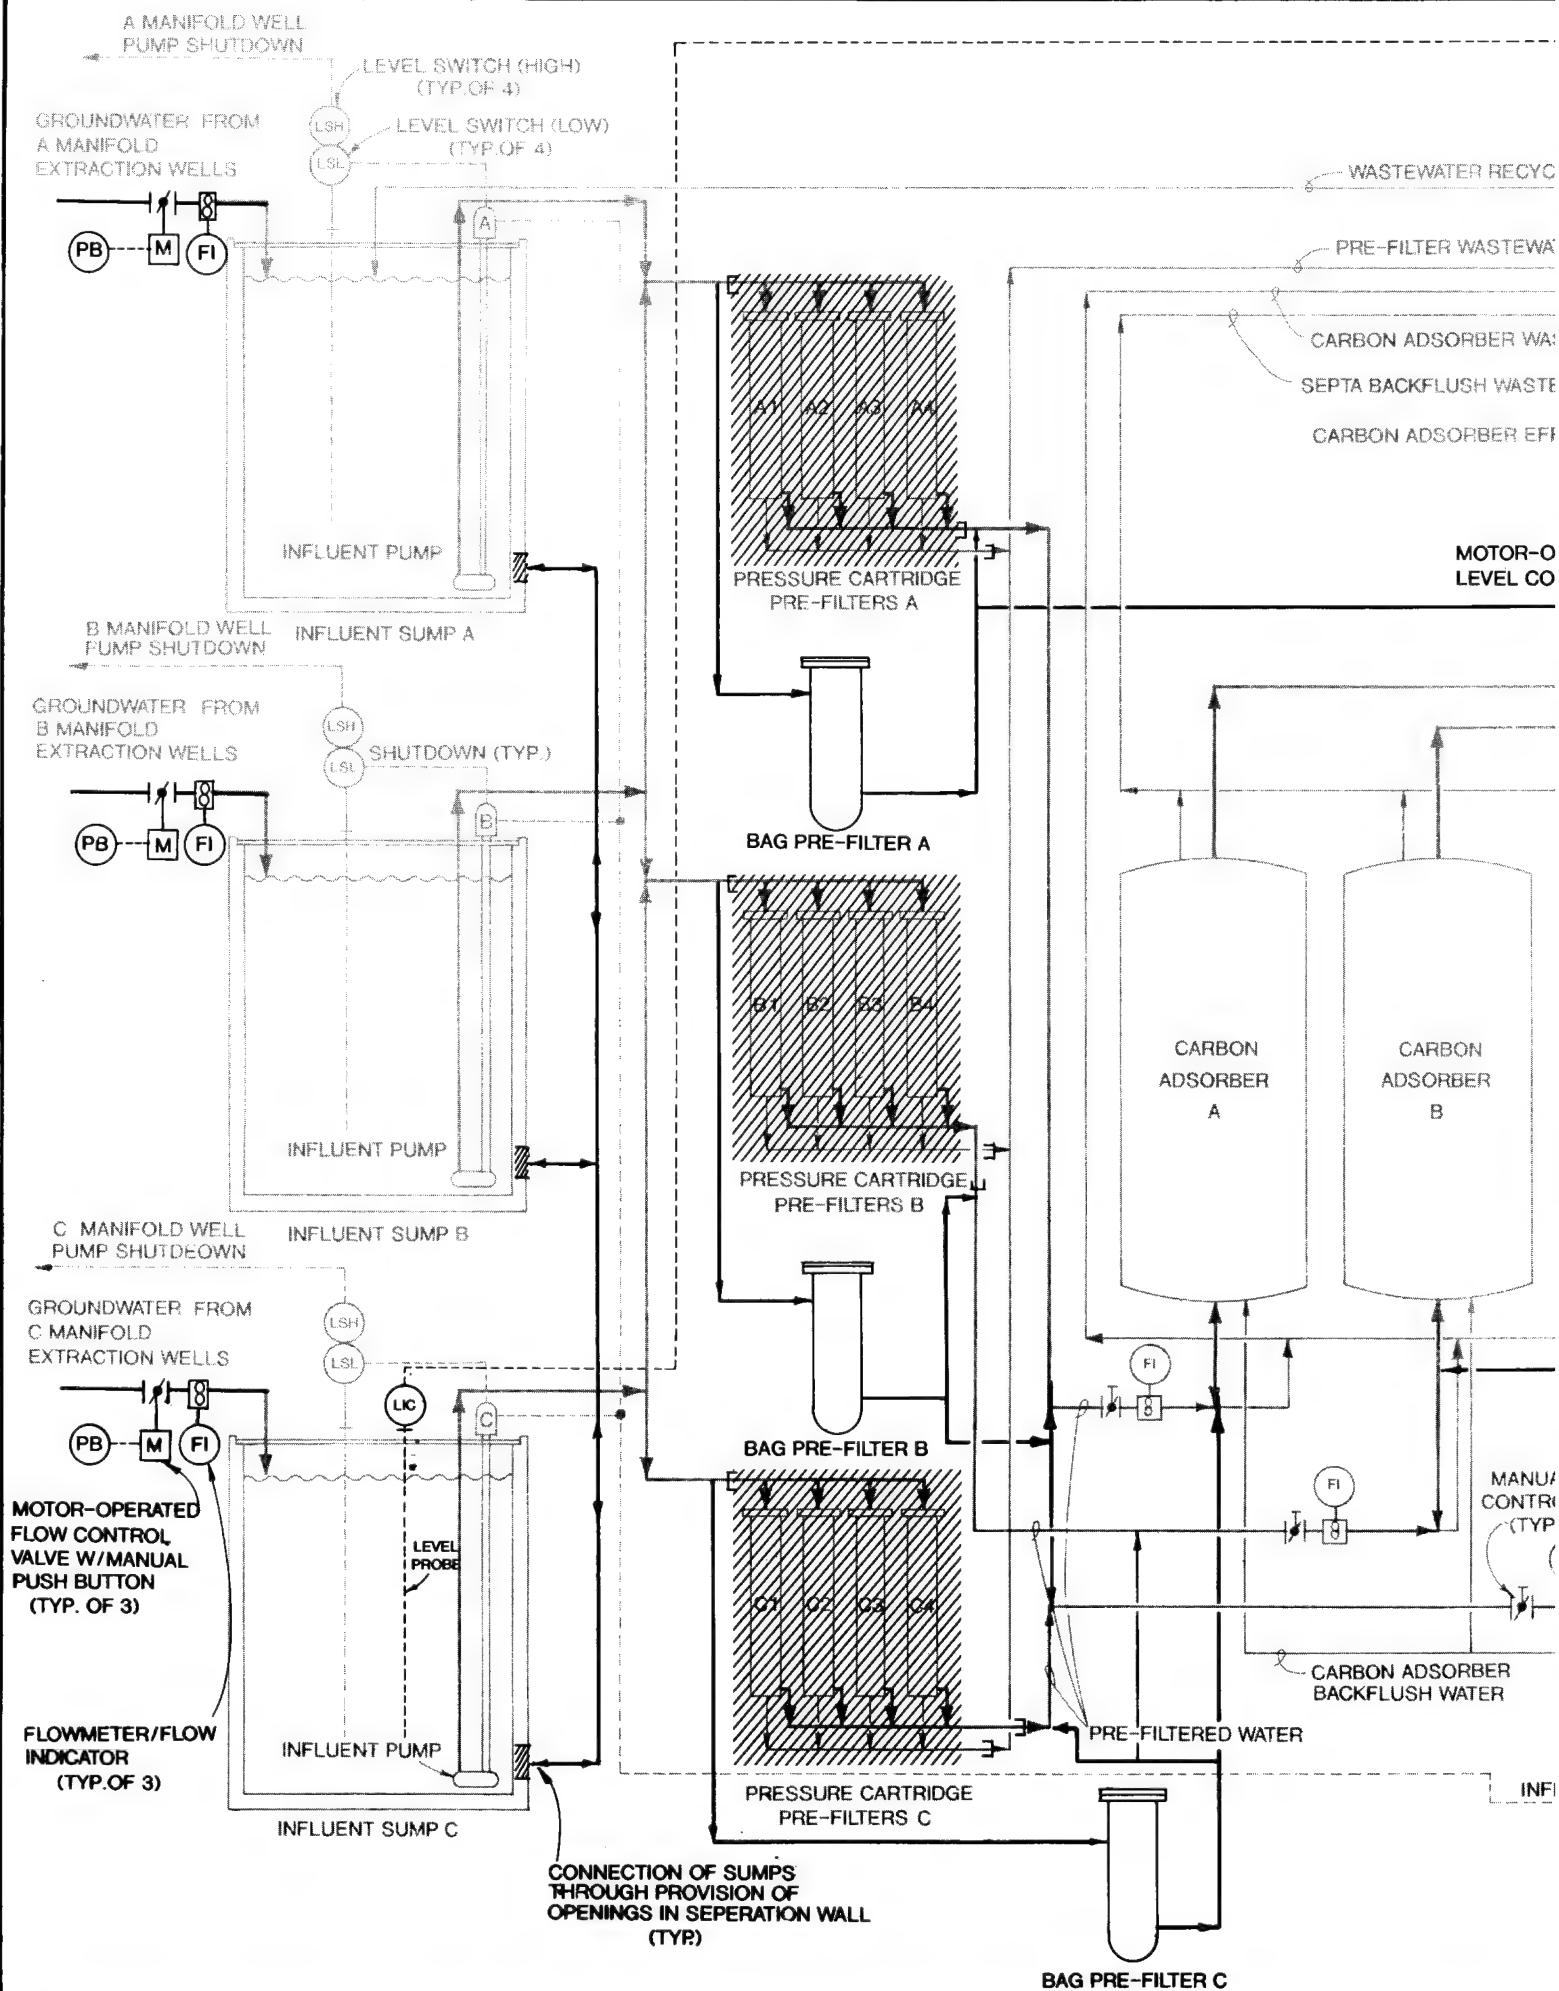 A MANIFOLD WELL
PUMP SHUTDOWN
LEVEL SWITCH (HIGH)
(TYP.OF 4)
GROUNDWATER FROM
A MANIFOLD
EXTRACTION WELLS
LSH
LEVEL SWITCH (LOW)
(TYP.OF 4)
LSL
WASTEWATER RECYC
A
PB
M
FI
PRE-FILTER WASTEWA
CARBON ADSORBER WAS
SEPTA BACKFLUSH WASTE
A1
A2
A3
A4
CARBON ADSORBER EFF
INFLUENT PUMP
MOTOR-O
LEVEL CO
PRESSURE CARTRIDGE
PRE-FILTERS A
INFLUENT SUMP A
B MANIFOLD WELL
PUMP SHUTDOWN
GROUNDWATER FROM
B MANIFOLD
EXTRACTION WELLS
LSH
SHUTDOWN (TYP.)
LSL
B
PB
M
FI
BAG PRE-FILTER A
B1
B2
B3
B4
CARBON
ADSORBER
A
CARBON
ADSORBER
B
INFLUENT PUMP
PRESSURE CARTRIDGE
PRE-FILTERS B
INFLUENT SUMP B
C MANIFOLD WELL
PUMP SHUTDEOWN
GROUNDWATER FROM
C MANIFOLD
EXTRACTION WELLS
LSH
LSL
FI
LIC
C
PB
M
FI
BAG PRE-FILTER B
FI
MANUA
CONTRO
(TYP
MOTOR-OPERATED
FLOW CONTROL
VALVE W/MANUAL
PUSH BUTTON
(TYP. OF 3)
LEVEL
PROBE
C1
C2
C3
C4
CARBON ADSORBER
BACKFLUSH WATER
FLOWMETER/FLOW
INDICATOR
(TYP.OF 3)
INFLUENT PUMP
PRE-FILTERED WATER
PRESSURE CARTRIDGE
PRE-FILTERS C
INFL
INFLUENT SUMP C
CONNECTION OF SUMPS
THROUGH PROVISION OF
OPENINGS IN SEPERATION WALL
(TYP.)
BAG PRE-FILTER C